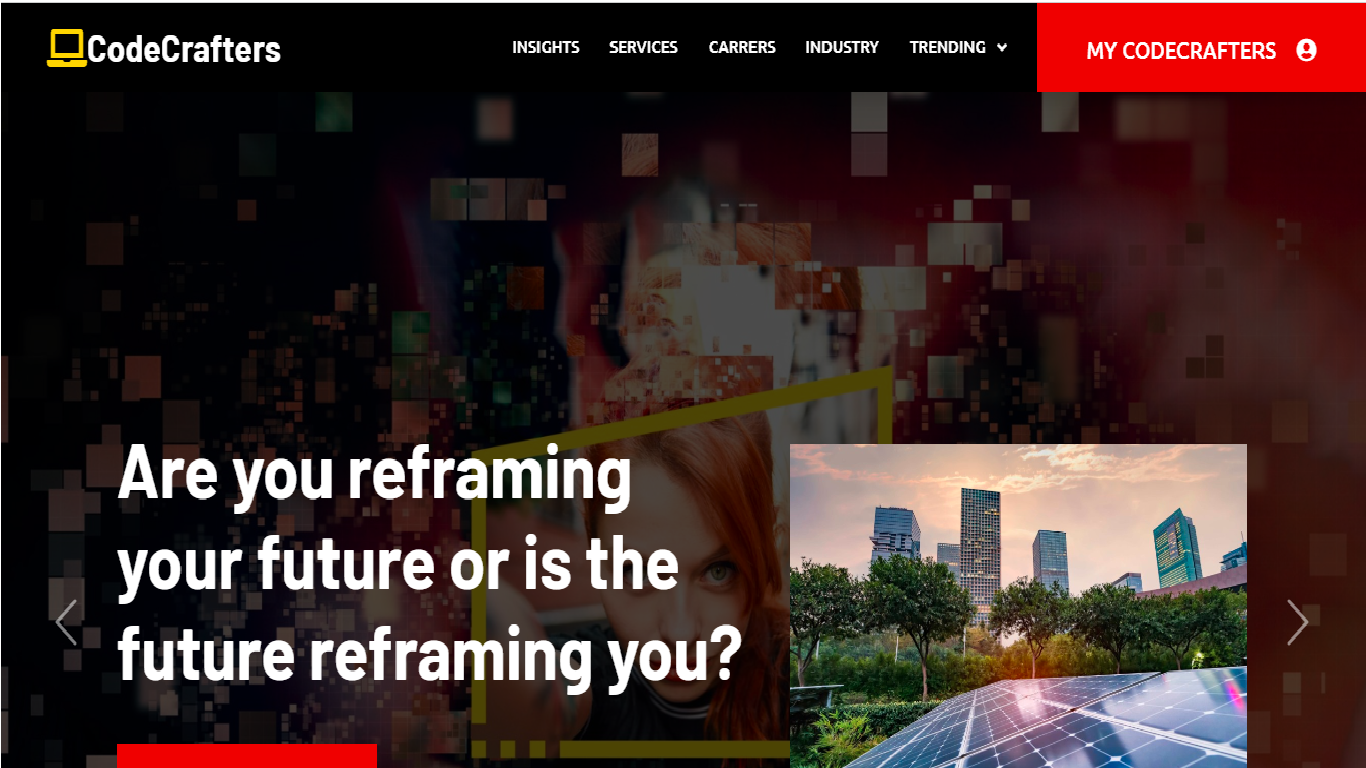 CodeCrafters
INSIGHTS SERVICES CARRERS INDUSTRY TRENDING MY CODECRAFTERS
Are you reframing
your future or is the
future reframing you?